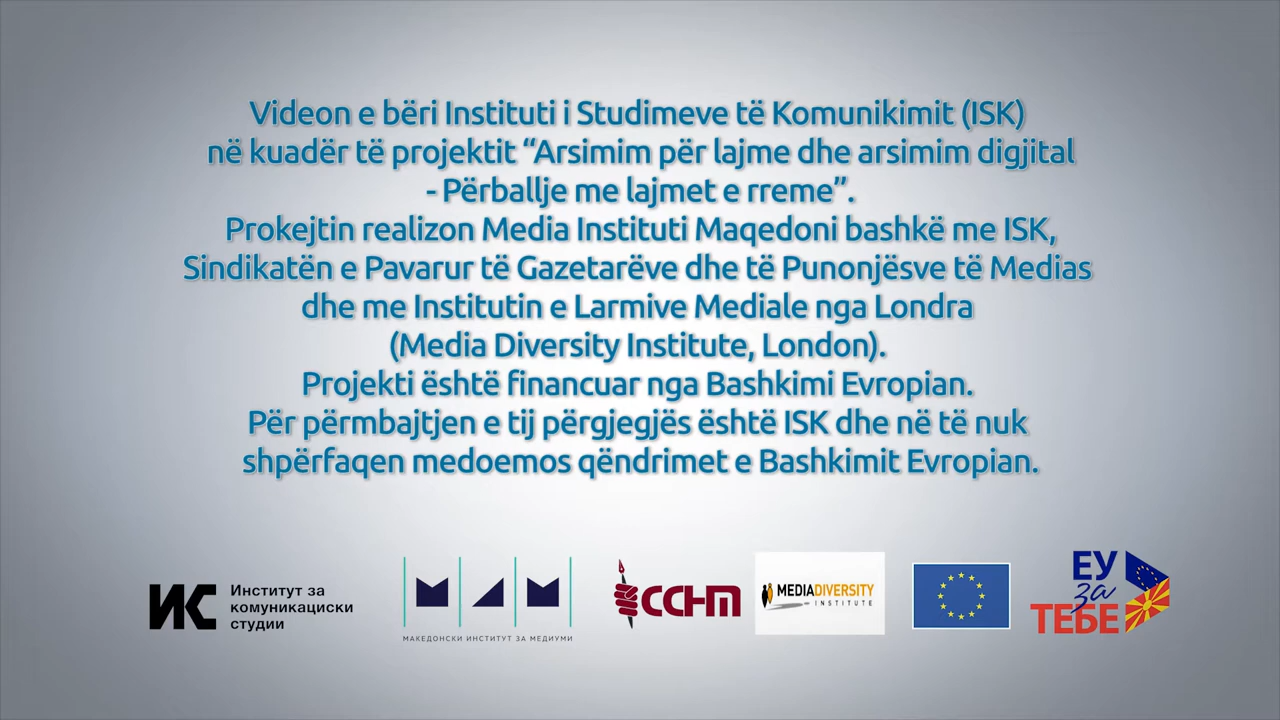 Videon e bëri Instituti i Studimeve të Komunikimit (ISK)
në kuadër të projektit “Arsimim për lajme dhe arsimim digjital
- Përballje me lajmet e rreme”.
Prokejtin realizon Media Instituti Maqedoni bashkë me ISK,
Sindikatën e Pavarur të Gazetarëve dhe të Punonjësve të Medias
dhe me Institutin e Larmive Mediale nga Londra
(Media Diversity Institute, London).
Projekti është financuar nga Bashkimi Evropian.
Për përmbajtjen e tij përgjegjës është ISK dhe në të nuk
shpërfaqen medoemos qëndrimet e Bashkimit Evropian.
ИС
Институт за
комуникациски
студии
МИМ
МАКЕДОНСКИ ИНСТИТУТ ЗА МЕДИУМИ
ССНМ
MEDIADIVERSITY
INSTITUTE
ЕУ
за
ТЕБЕ